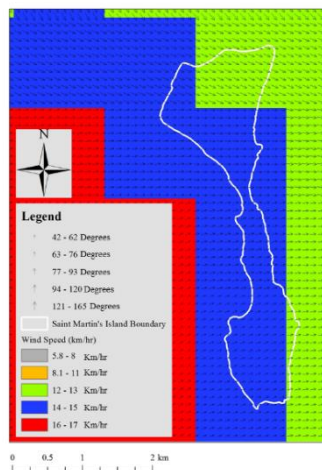 N
Legend
42 - 62 Degrees
63 - 76 Degrees
77 - 93 Degrees
94 - 120 Degrees
121 - 165 Degrees
Saint Martin's Island Boundary
Wind Speed (km/hr)
5.8 - 8 Km/hr
8.1 - 11 Km/hr
12 - 13 Km/hr
14 - 15 Km/hr
16 - 17 Km/hr
0 0.5 1 2 km